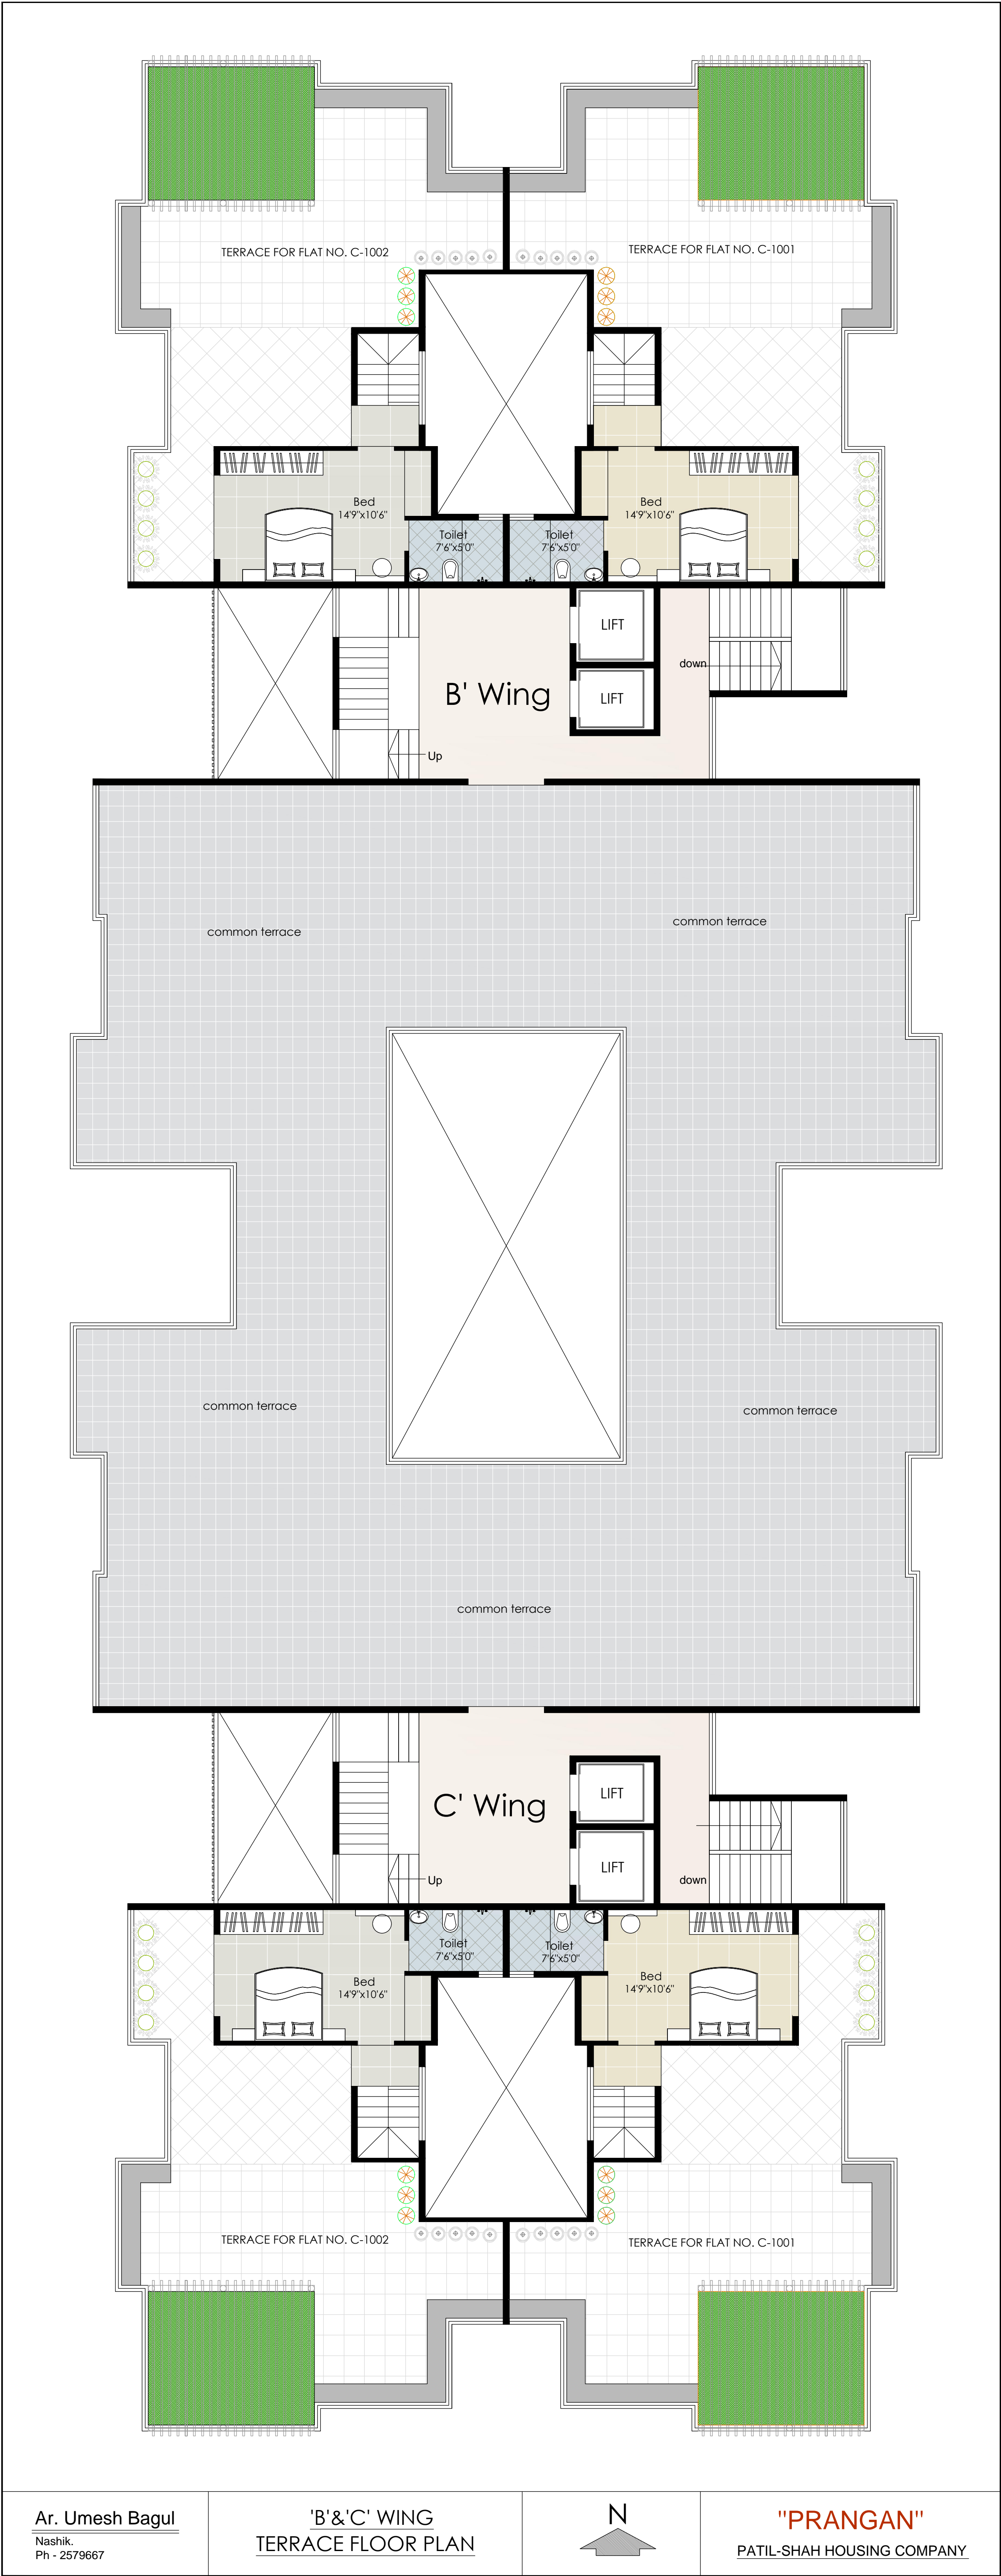 TERRACE FOR FLAT NO. C-1002
TERRACE FOR FLAT NO. C-1001
Bed
14'9"x10'6"
Bed
14'9"x10'6"
Toilet
7'6"x5'0"
Toilet
7'6"x5'0"
LIFT
down
B' Wing
LIFT
Up
common terrace
common terrace
common terrace
common terrace
common terrace
LIFT
C' Wing
LIFT
Up
down
Toilet
7'6"x5'0"
Toilet
7'6"x5'0"
Bed
14'9"x10'6"
Bed
14'9"x10'6"
TERRACE FOR FLAT NO. C-1002
TERRACE FOR FLAT NO. C-1001
Ar. Umesh Bagul
Nashik.
Ph - 2579667
'B'&'C' WING
TERRACE FLOOR PLAN
N
"PRANGAN"
PATIL-SHAH HOUSING COMPANY